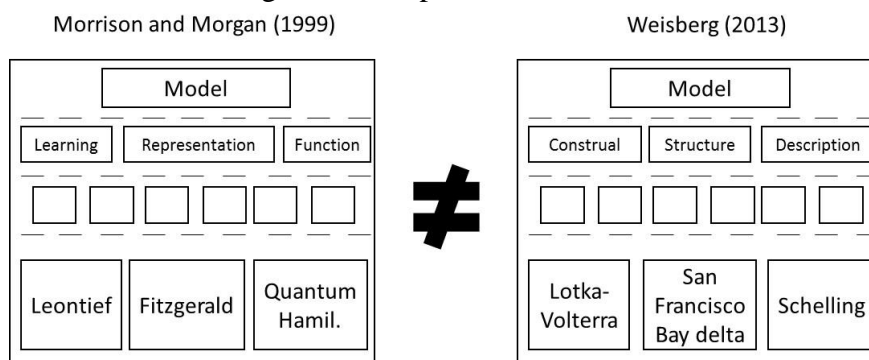 Morrison and Morgan (1999)
Weisberg (2013)
Model
Learning
Representation
Function
Leontief
Fitzgerald
Quantum
Hamil.
≠
Model
Construal
Structure
Description
Lotka-
Volterra
San
Francisco
Bay delta
Schelling